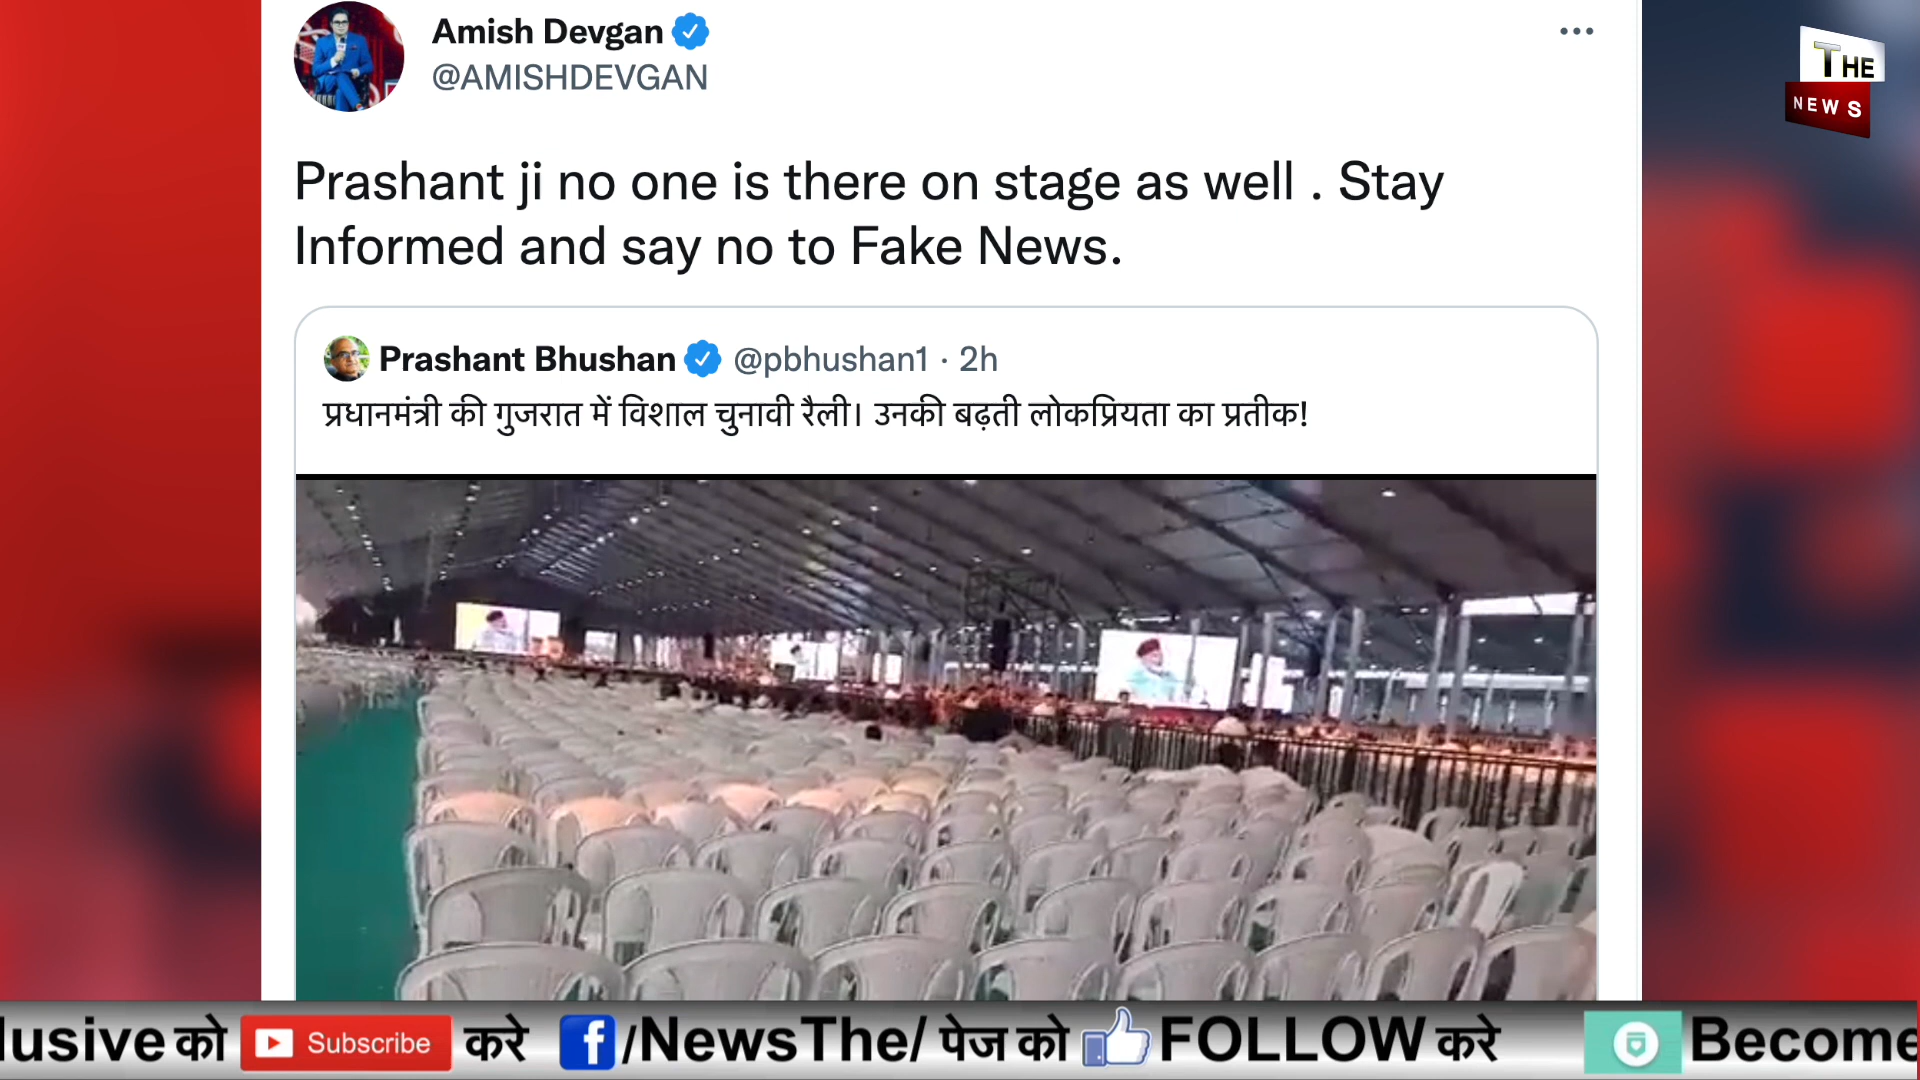 Amish Devgan
@AMISHDEVGAN
THE
NEWS
Prashant ji no one is there on stage as well . Stay
Informed and say no to Fake News.
Prashant Bhushan @pbhushan1 · 2h
प्रधानमंत्री की गुजरात में विशाल चुनावी रैली। उनकी बढ़ती लोकप्रियता का प्रतीक!
lusive को Subscribe करे f/NewsThe/ पेज को FOLLOW करे Become